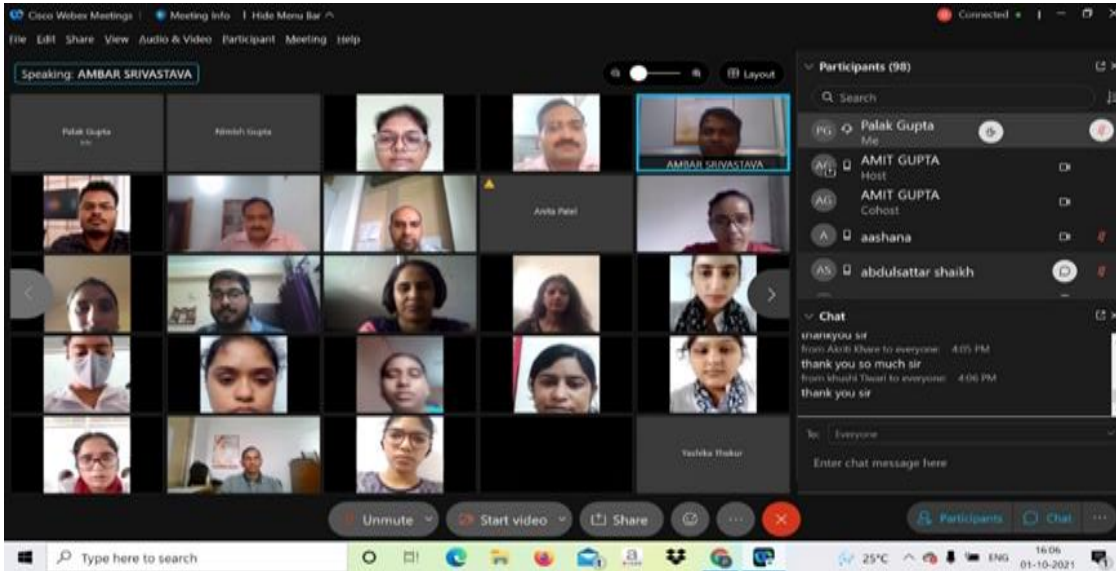 Cisco Webex Meetings
Meeting Info
Hide Menu Bar
Connected
File Edit Share View Audio & Video Participant Meeting Help
Speaking: AMBAR SRIVASTAVA
Layout
Palak Gupta
Nimish Gupta
AMBAR SRIVASTAVA
Anita Patel
Yashika Thakur
Participants (98)
Search
PG Palak Gupta
Me
AG AMIT GUPTA
Host
AG AMIT GUPTA
Cohost
A aashana
AS abdulsattar shaikh
Chat
thankyou sir
from Akriti Khare to everyone: 4:05 PM
thank you so much sir
from khushi Tiwari to everyone: 4:06 PM
thank you sir
To: Everyone
Enter chat message here
Unmute
Start video
Share
Participants
Chat
Type here to search
25°C
ENG
16:06
01-10-2021